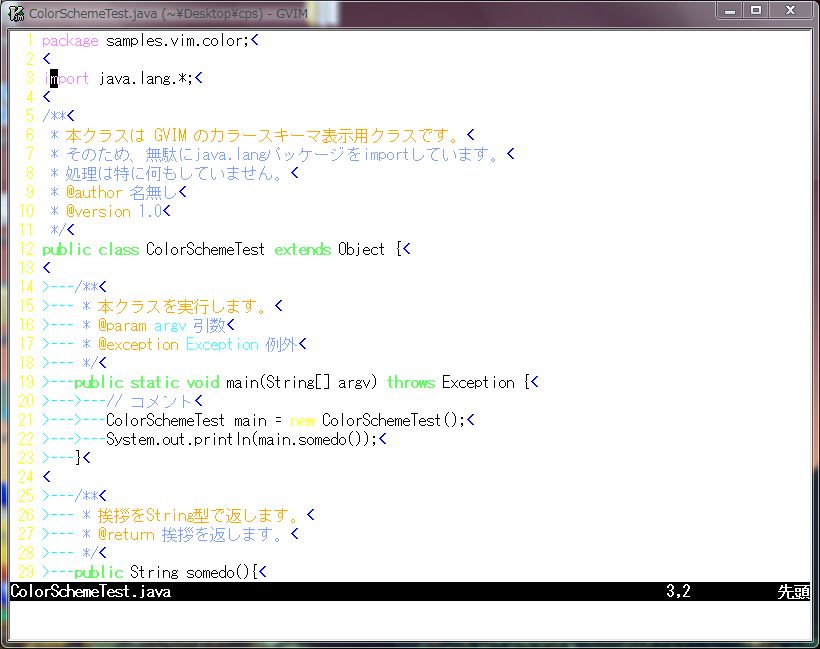 ColorSchemeTest.java (~¥Desktop¥cps) - GVIM
1 package samples.vim.color;<
2 <
3 import java.lang.*;<
4 <
5 /**<
6  * 本クラスは GVIM のカラースキーマ表示用クラスです。<
7  * そのため、無駄にjava.langパッケージをimportしています。<
8  * 処理は特に何もしていません。<
9  * @author 名無し<
10  * @version 1.0<
11  */<
12 public class ColorSchemeTest extends Object {<
13 <
14 >---/**<
15 >--- * 本クラスを実行します。<
16 >--- * @param argv 引数<
17 >--- * @exception Exception 例外<
18 >--- */<
19 >---public static void main(String[] argv) throws Exception {<
20 >--->---// コメント<
21 >--->---ColorSchemeTest main = new ColorSchemeTest();<
22 >--->---System.out.println(main.somedo());<
23 >---}<
24 <
25 >---/**<
26 >--- * 挨拶をString型で返します。<
27 >--- * @return 挨拶を返します。<
28 >--- */<
29 >---public String somedo(){<
ColorSchemeTest.java 3,2 先頭